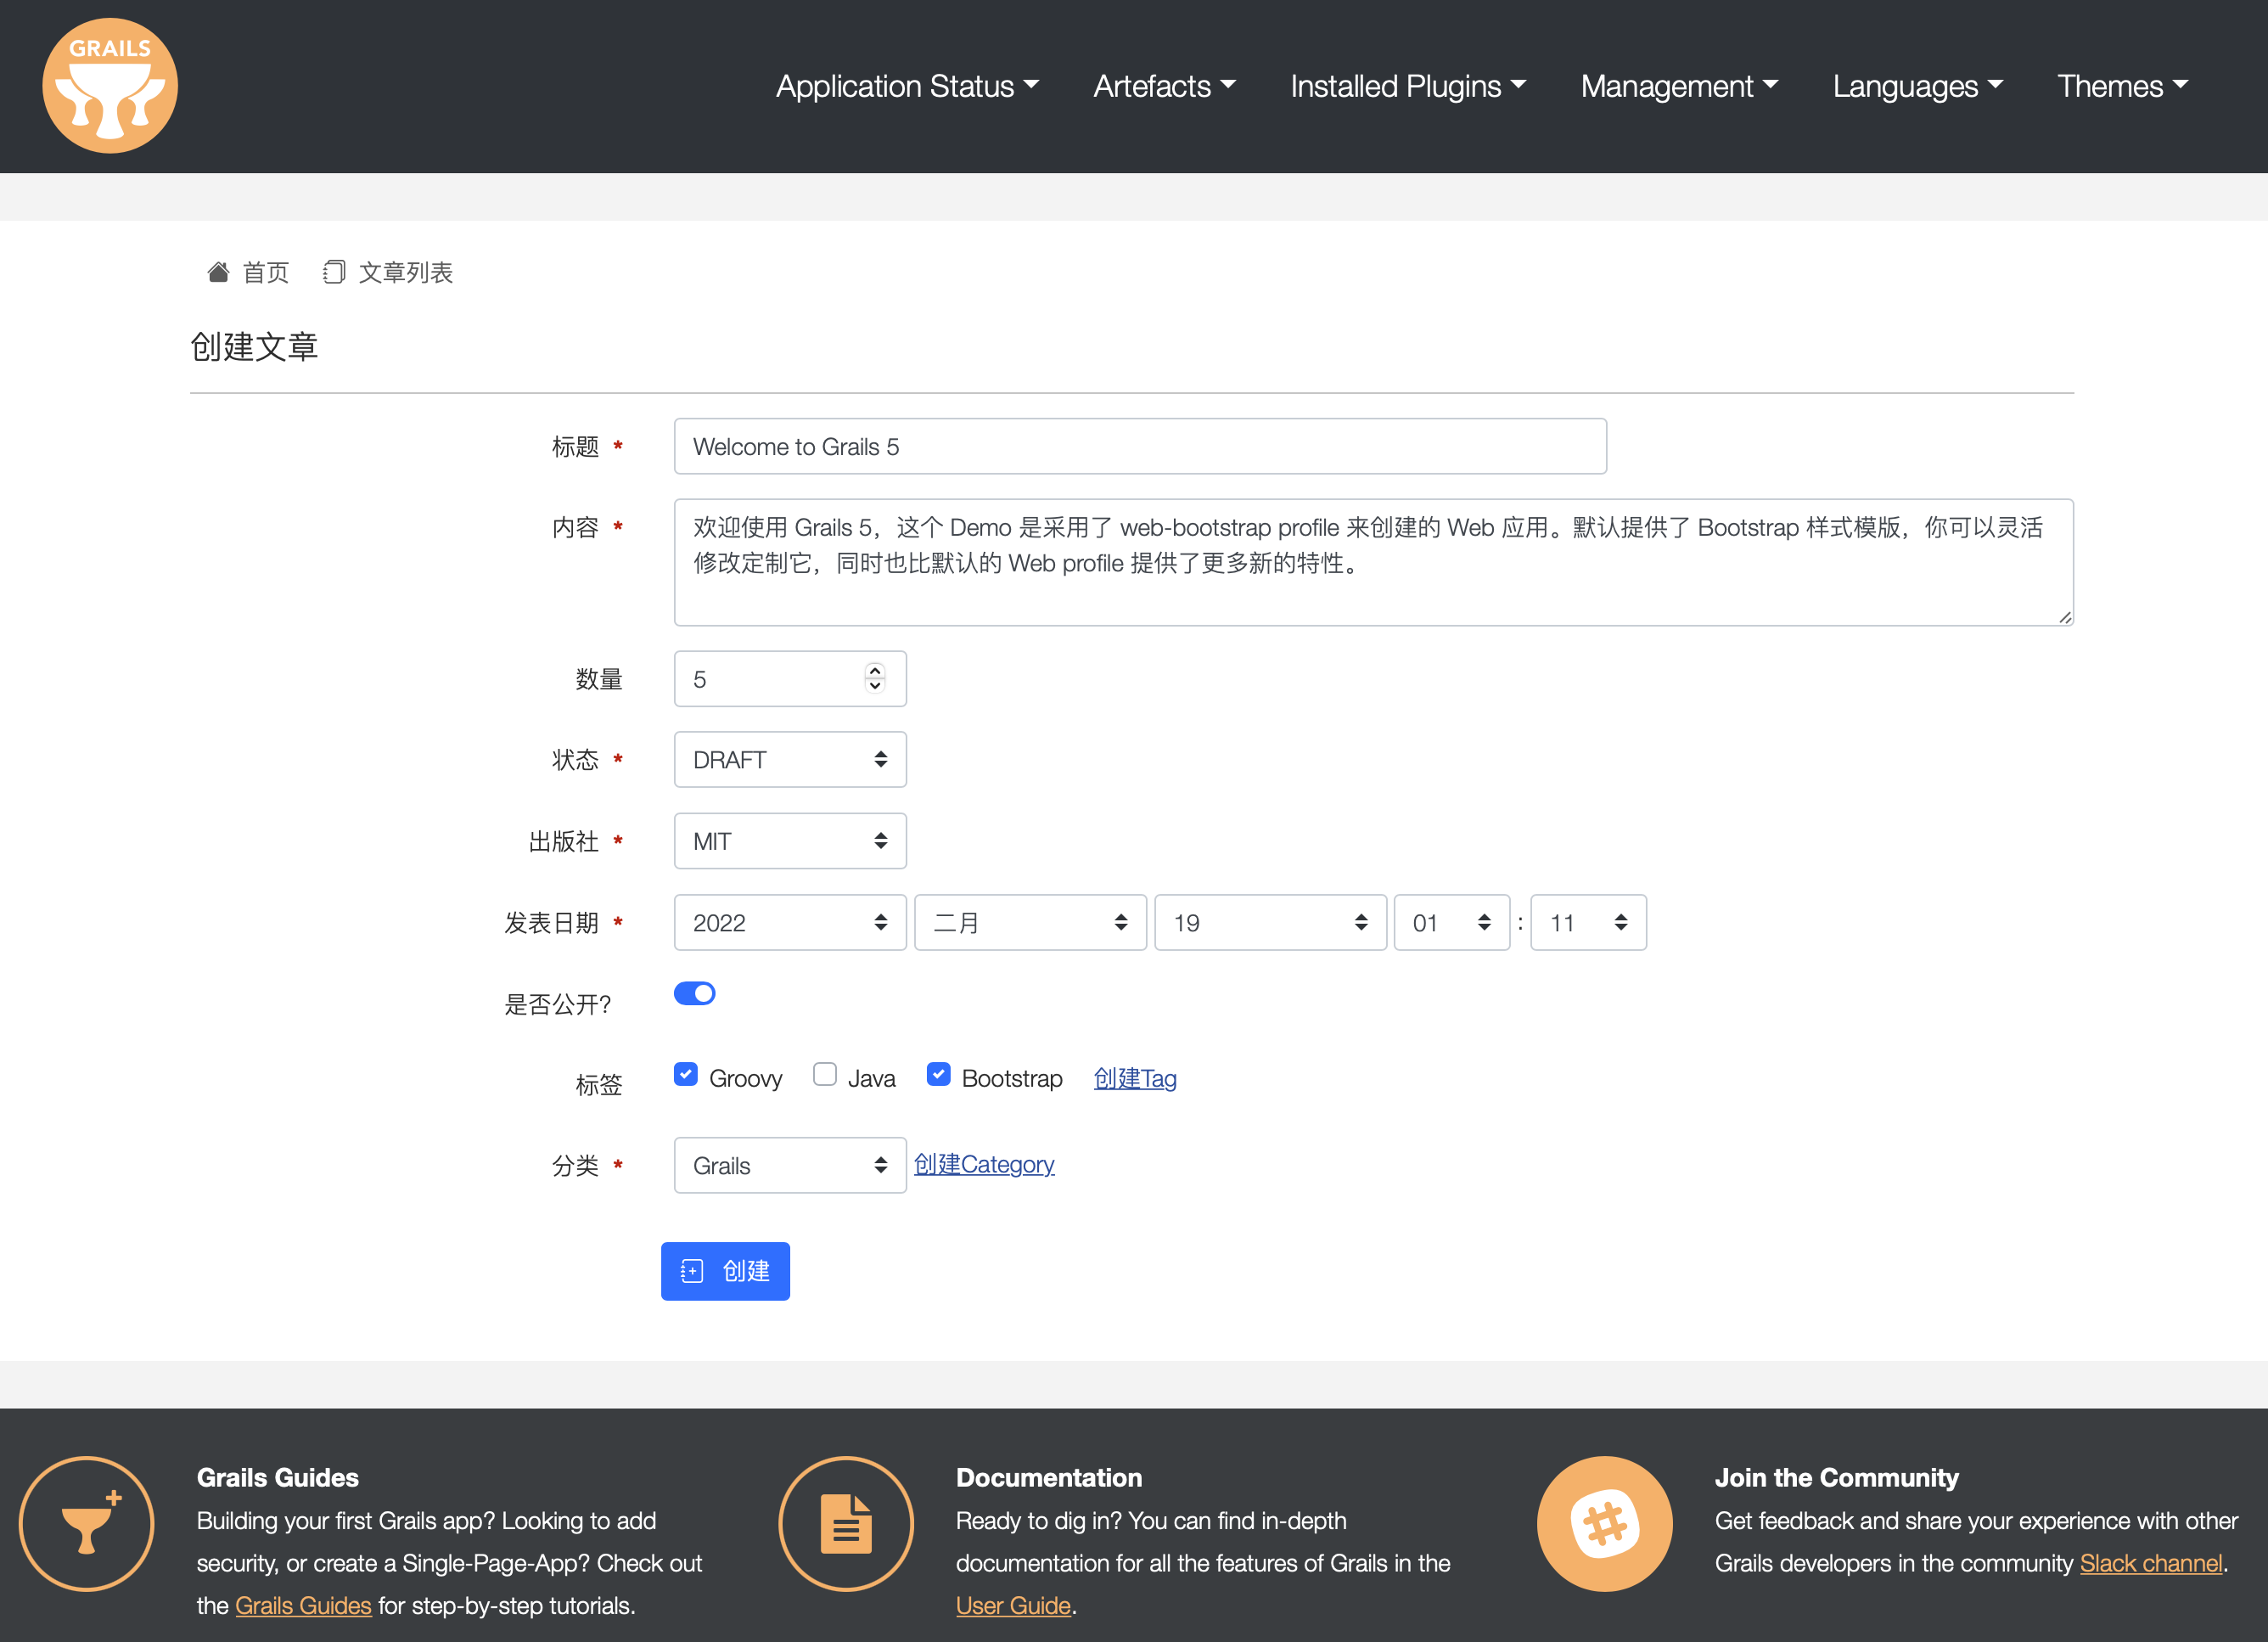 GRAILS
Application Status Artefacts Installed Plugins Management Languages Themes
首页 文章列表
创建文章
标题 * Welcome to Grails 5
内容 * 欢迎使用 Grails 5，这个 Demo 是采用了 web-bootstrap profile 来创建的 Web 应用。默认提供了 Bootstrap 样式模版，你可以灵活
修改定制它，同时也比默认的 Web profile 提供了更多新的特性。
数量 5
状态 * DRAFT
出版社 * MIT
发表日期 * 2022 二月 19 01 : 11
是否公开?
标签 Groovy Java Bootstrap 创建Tag
分类 * Grails 创建Category
创建
Grails Guides
Building your first Grails app? Looking to add
security, or create a Single-Page-App? Check out
the Grails Guides for step-by-step tutorials.
Documentation
Ready to dig in? You can find in-depth
documentation for all the features of Grails in the
User Guide.
Join the Community
Get feedback and share your experience with other
Grails developers in the community Slack channel.